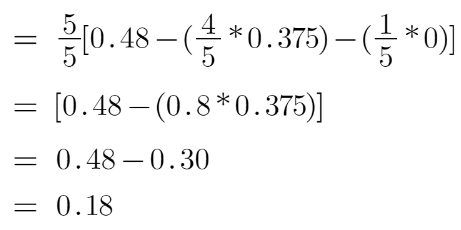 = 5/5[0.48−(4/5*0.375)−(1/5*0)]
= [0.48−(0.8*0.375)]
= 0.48−0.30
= 0.18